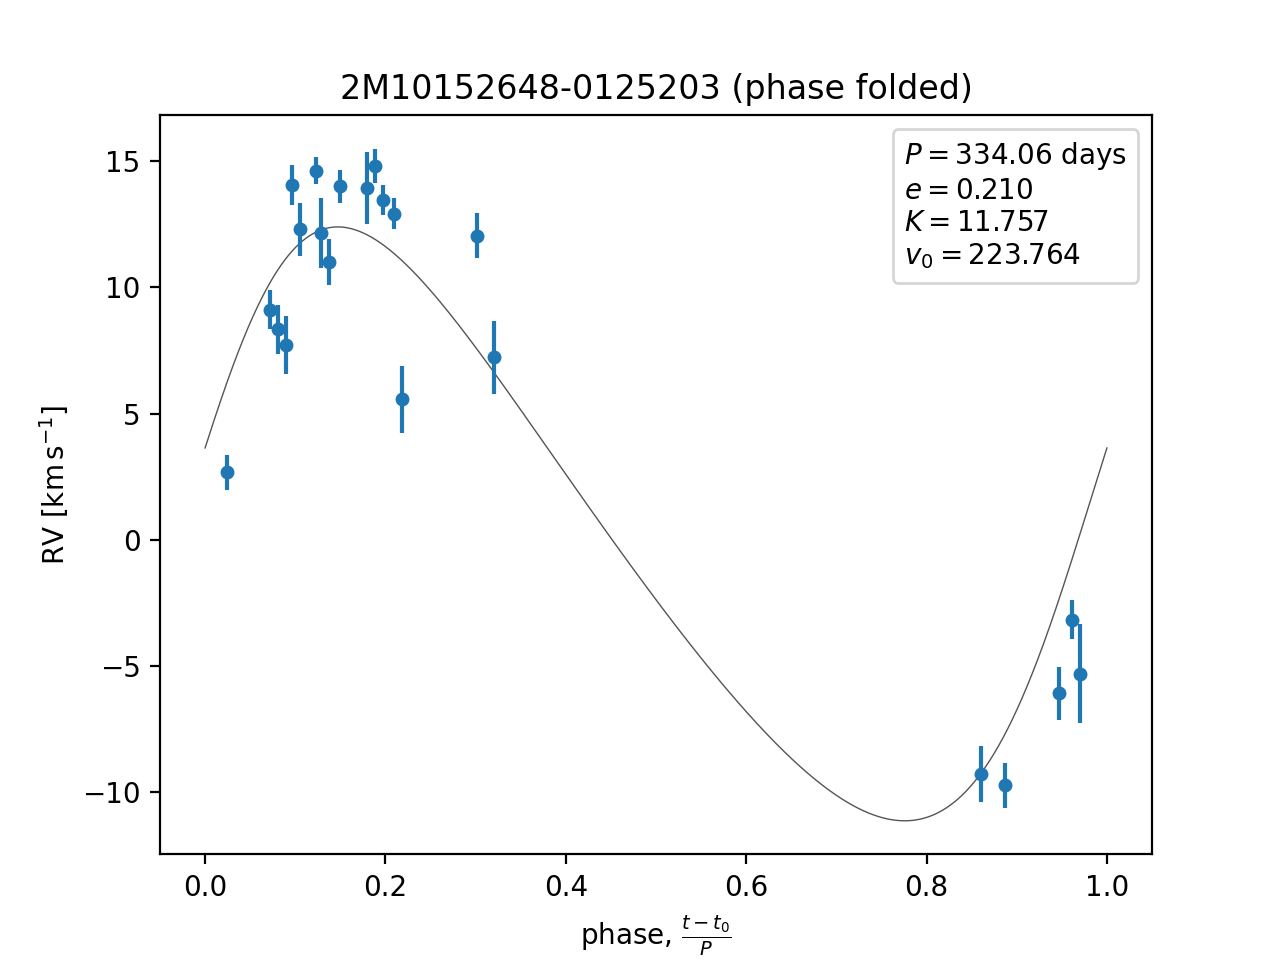 2M10152648-0125203 (phase folded)
P = 334.06 days
e = 0.210
K = 11.757
v₀ = 223.764
15
10
5
0
−5
−10
RV [km s⁻¹]
0.0 0.2 0.4 0.6 0.8 1.0
phase, (t − t₀)/P